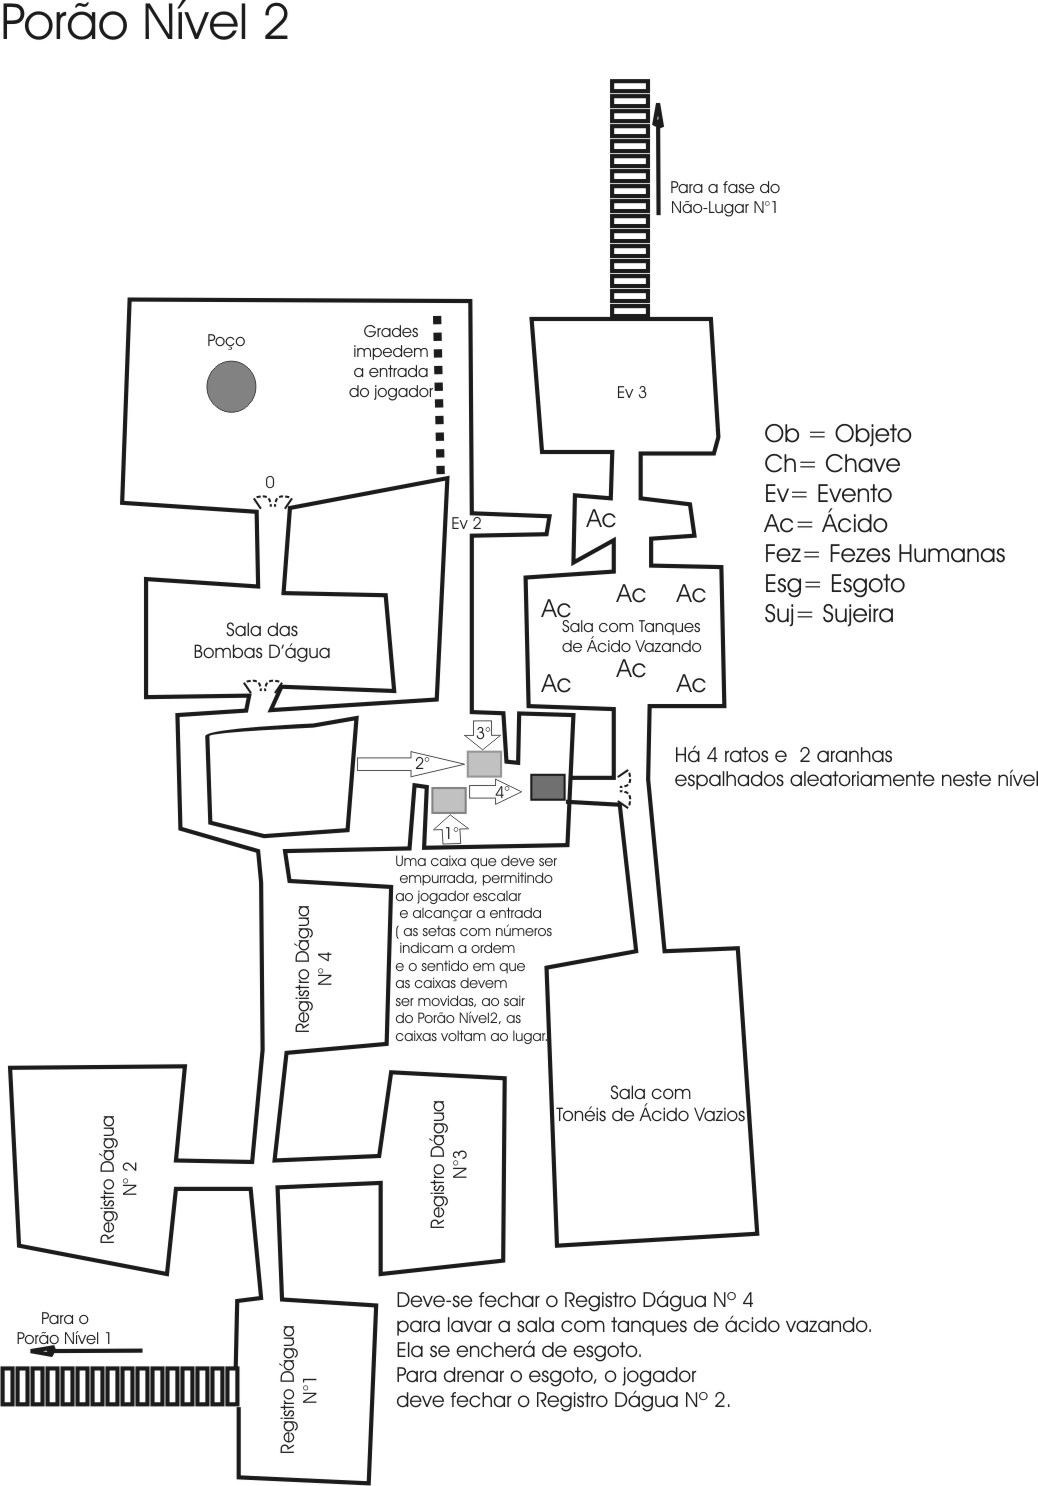 Porão Nível 2
Para o
Porão Nível 1
Registro Dágua
N° 2
Registro Dágua
N°1
Registro Dágua
N° 4
Registro Dágua
N°3
Sala das
Bombas D'água
Poço
0
Grades
impedem
a entrada
do jogador
Uma caixa que deve ser
empurrada, permitindo
ao jogador escalar
e alcançar a entrada
( as setas com números
indicam a ordem
e o sentido em que
as caixas devem
ser movidas, ao sair
do Porão Nível2, as
caixas voltam ao lugar
1°
2°
3°
4°
Ev 2
Ac
Ac
Sala com Tanques
de Ácido Vazando
Ac
Ac
Ac
Ac
Ac
Ev 3
Para a fase do
Não-Lugar N°1
Sala com
Tonéis de Ácido Vazios
Deve-se fechar o Registro Dágua N° 4
para lavar a sala com tanques de ácido vazando.
Ela se encherá de esgoto.
Para drenar o esgoto, o jogador
deve fechar o Registro Dágua N° 2.
Há 4 ratos e 2 aranhas
espalhados aleatoriamente neste nível
Ob = Objeto
Ch= Chave
Ev= Evento
Ac= Ácido
Fez= Fezes Humanas
Esg= Esgoto
Suj= Sujeira